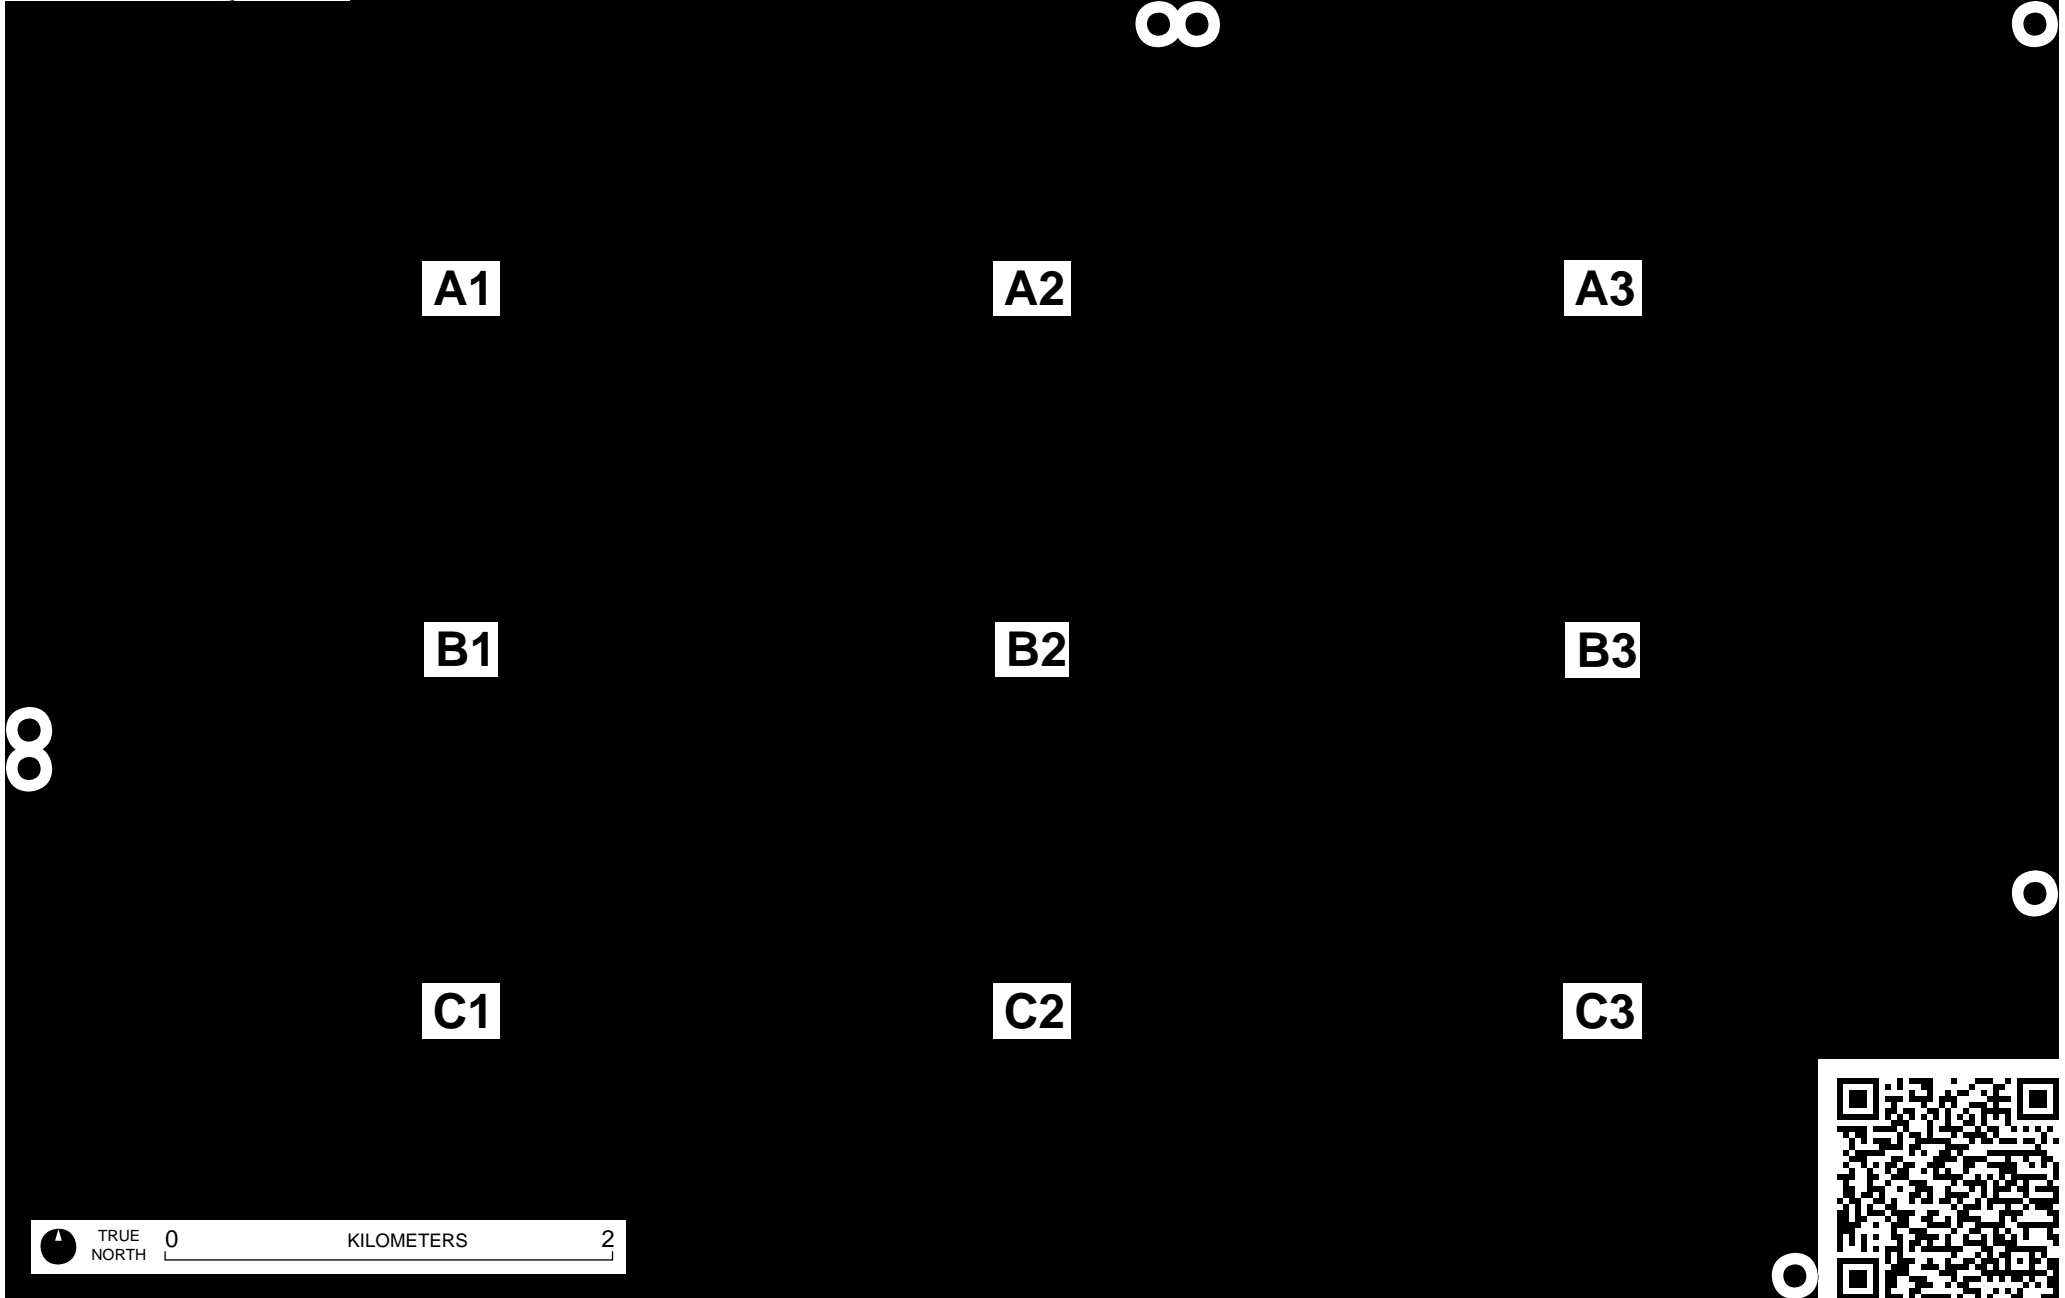 A1 A2 A3
B1 B2 B3
C1 C2 C3
TRUE NORTH
0 KILOMETERS 2